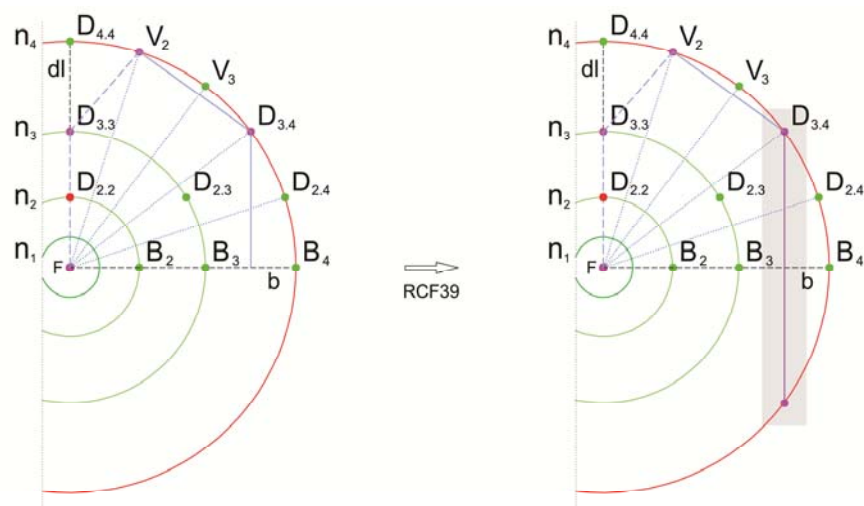 n₄ D₄.₄ V₂
dl V₃
n₃ D₃.₃ D₃.₄
n₂ D₂.₂ D₂.₃ D₂.₄
n₁ F B₂ B₃ B₄
b
RCF39
n₄ D₄.₄ V₂
dl V₃
n₃ D₃.₃ D₃.₄
n₂ D₂.₂ D₂.₃ D₂.₄
n₁ F B₂ B₃ B₄
b